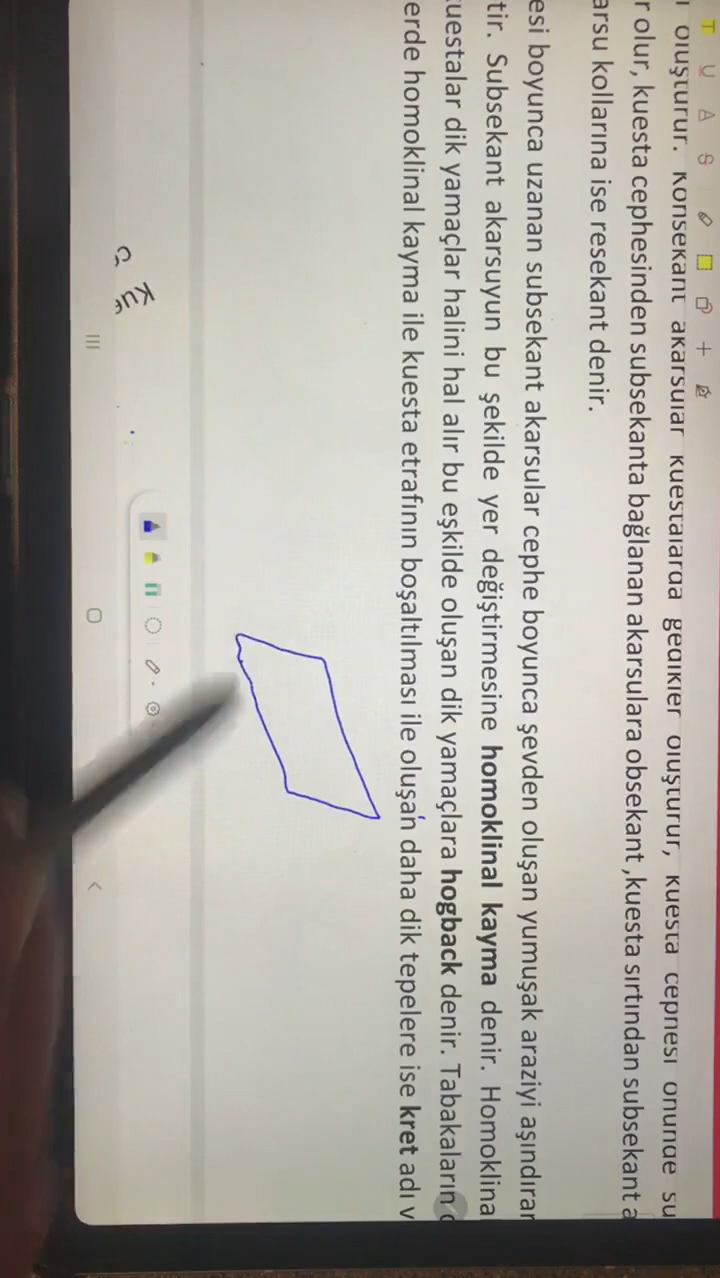 T U A S
oluşturur. Konsekant akarsular kuestalarda gedikler oluşturur, kuesta cephesi önünde su
r olur, kuesta cephesinden subsekanta bağlanan akarsulara obsekant ,kuesta sırtından subsekant a
arsu kollarına ise resekant denir.
esi boyunca uzanan subsekant akarsular cephe boyunca şevden oluşan yumuşak araziyi aşındırar
tir. Subsekant akarsuyun bu şekilde yer değiştirmesine homoklinal kayma denir. Homoklina
uestalar dik yamaçlar halini hal alır bu eşkilde oluşan dik yamaçlara hogback denir. Tabakaların
erde homoklinal kayma ile kuesta etrafının boşaltılması ile oluşan daha dik tepelere ise kret adı v